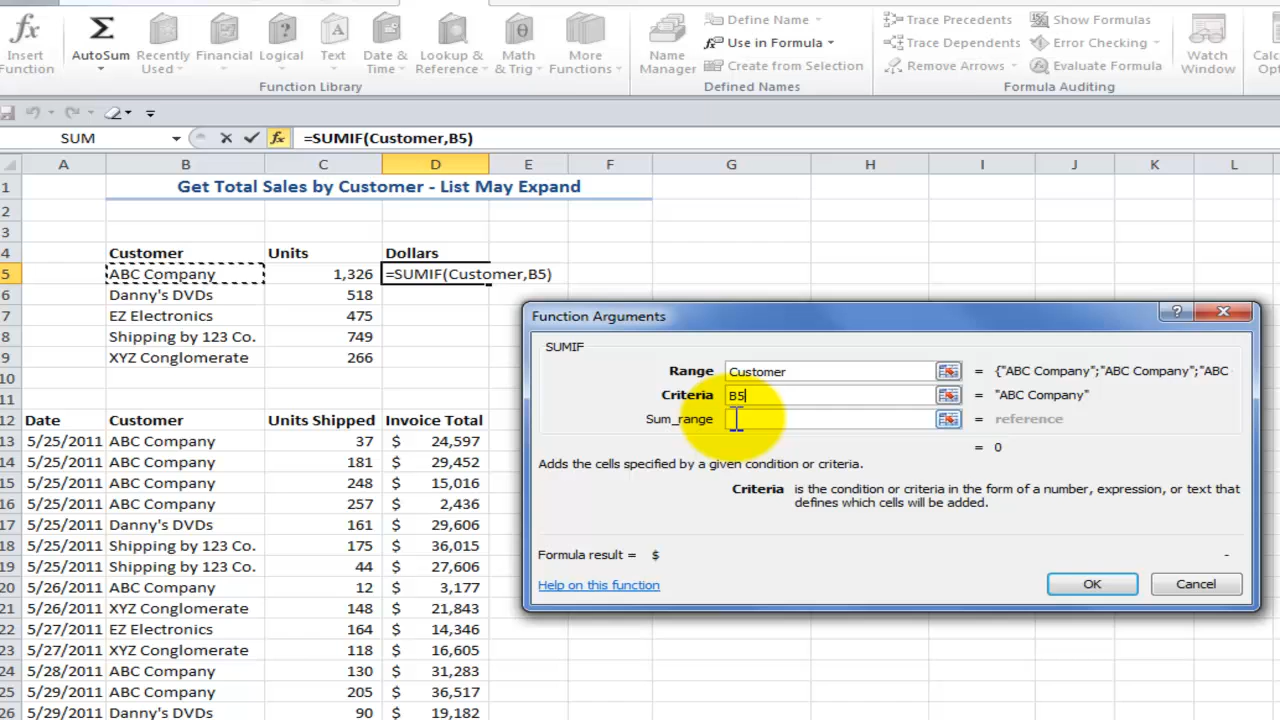 Insert Function
AutoSum
Recently Used
Financial
Logical
Text
Date & Time
Lookup & Reference
Math & Trig
More Functions
Function Library
Name Manager
Define Name
Use in Formula
Create from Selection
Defined Names
Trace Precedents
Trace Dependents
Remove Arrows
Show Formulas
Error Checking
Evaluate Formula
Formula Auditing
Watch Window
SUM
fx
=SUMIF(Customer,B5)
A B C D E F G H I J K L
1 Get Total Sales by Customer - List May Expand
2
3
4 Customer Units Dollars
5 ABC Company 1,326 =SUMIF(Customer,B5)
6 Danny's DVDs 518
7 EZ Electronics 475
8 Shipping by 123 Co. 749
9 XYZ Conglomerate 266
10
11
12 Date Customer Units Shipped Invoice Total
13 5/25/2011 ABC Company 37 $ 24,597
14 5/25/2011 ABC Company 181 $ 29,452
15 5/25/2011 ABC Company 248 $ 15,016
16 5/25/2011 ABC Company 257 $ 2,436
17 5/25/2011 Danny's DVDs 161 $ 29,606
18 5/25/2011 Shipping by 123 Co. 175 $ 36,015
19 5/25/2011 Shipping by 123 Co. 44 $ 27,606
20 5/26/2011 ABC Company 12 $ 3,177
21 5/26/2011 XYZ Conglomerate 148 $ 21,843
22 5/27/2011 EZ Electronics 164 $ 14,346
23 5/27/2011 XYZ Conglomerate 118 $ 16,605
24 5/28/2011 ABC Company 130 $ 31,283
25 5/29/2011 ABC Company 205 $ 36,517
26 5/29/2011 Danny's DVDs 90 $ 19,182
Function Arguments
SUMIF
Range Customer = {"ABC Company";"ABC Company";"ABC
Criteria B5 = "ABC Company"
Sum_range = reference
= 0
Adds the cells specified by a given condition or criteria.
Criteria is the condition or criteria in the form of a number, expression, or text that
defines which cells will be added.
Formula result = $ -
Help on this function
OK
Cancel